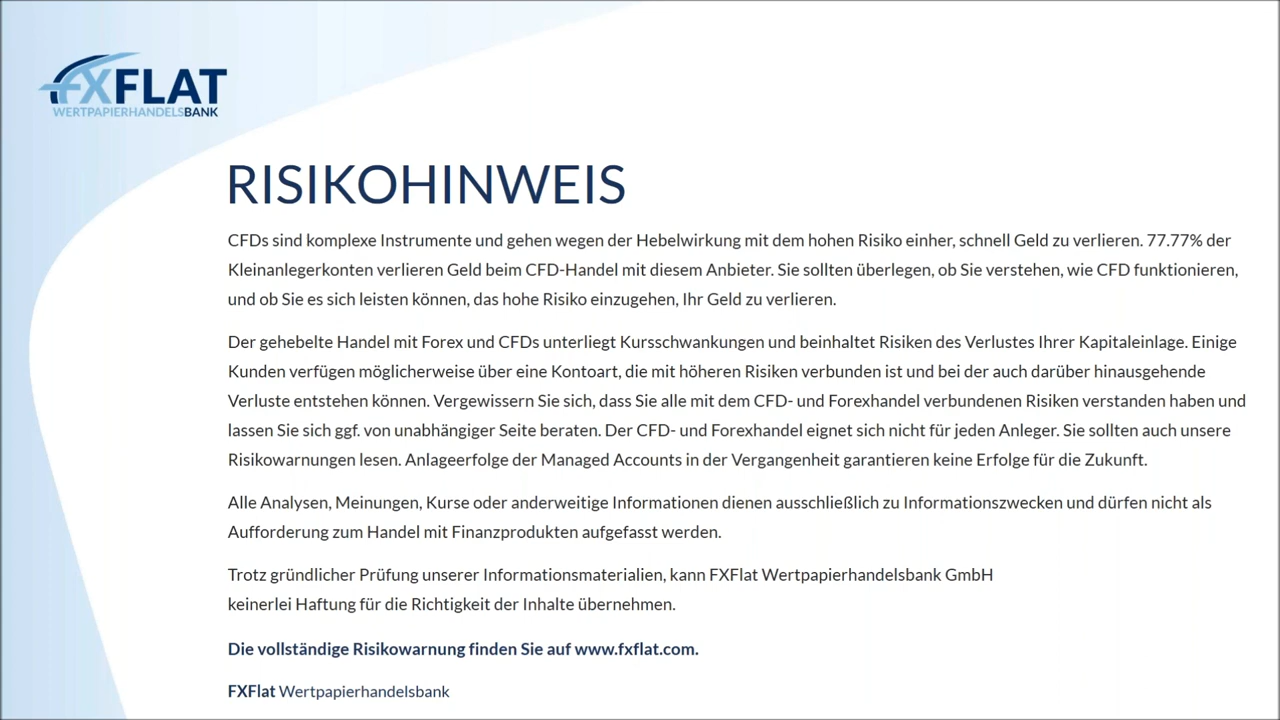 FXFLAT
WERTPAPIERHANDELSBANK
RISIKOHINWEIS
CFDs sind komplexe Instrumente und gehen wegen der Hebelwirkung mit dem hohen Risiko einher, schnell Geld zu verlieren. 77.77% der
Kleinanlegerkonten verlieren Geld beim CFD-Handel mit diesem Anbieter. Sie sollten überlegen, ob Sie verstehen, wie CFD funktionieren,
und ob Sie es sich leisten können, das hohe Risiko einzugehen, Ihr Geld zu verlieren.
Der gehebelte Handel mit Forex und CFDs unterliegt Kursschwankungen und beinhaltet Risiken des Verlustes Ihrer Kapitaleinlage. Einige
Kunden verfügen möglicherweise über eine Kontoart, die mit höheren Risiken verbunden ist und bei der auch darüber hinausgehende
Verluste entstehen können. Vergewissern Sie sich, dass Sie alle mit dem CFD- und Forexhandel verbundenen Risiken verstanden haben und
lassen Sie sich ggf. von unabhängiger Seite beraten. Der CFD- und Forexhandel eignet sich nicht für jeden Anleger. Sie sollten auch unsere
Risikowarnungen lesen. Anlageerfolge der Managed Accounts in der Vergangenheit garantieren keine Erfolge für die Zukunft.
Alle Analysen, Meinungen, Kurse oder anderweitige Informationen dienen ausschließlich zu Informationszwecken und dürfen nicht als
Aufforderung zum Handel mit Finanzprodukten aufgefasst werden.
Trotz gründlicher Prüfung unserer Informationsmaterialien, kann FXFlat Wertpapierhandelsbank GmbH
keinerlei Haftung für die Richtigkeit der Inhalte übernehmen.
Die vollständige Risikowarnung finden Sie auf www.fxflat.com.
FXFlat Wertpapierhandelsbank